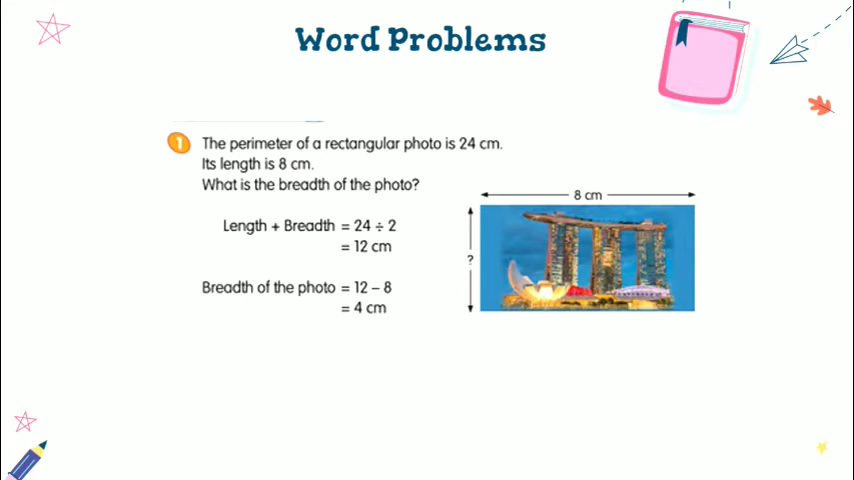 Word Problems
1 The perimeter of a rectangular photo is 24 cm.
Its length is 8 cm.
What is the breadth of the photo?
8 cm
Length + Breadth = 24 ÷ 2
= 12 cm
?
Breadth of the photo = 12 – 8
= 4 cm